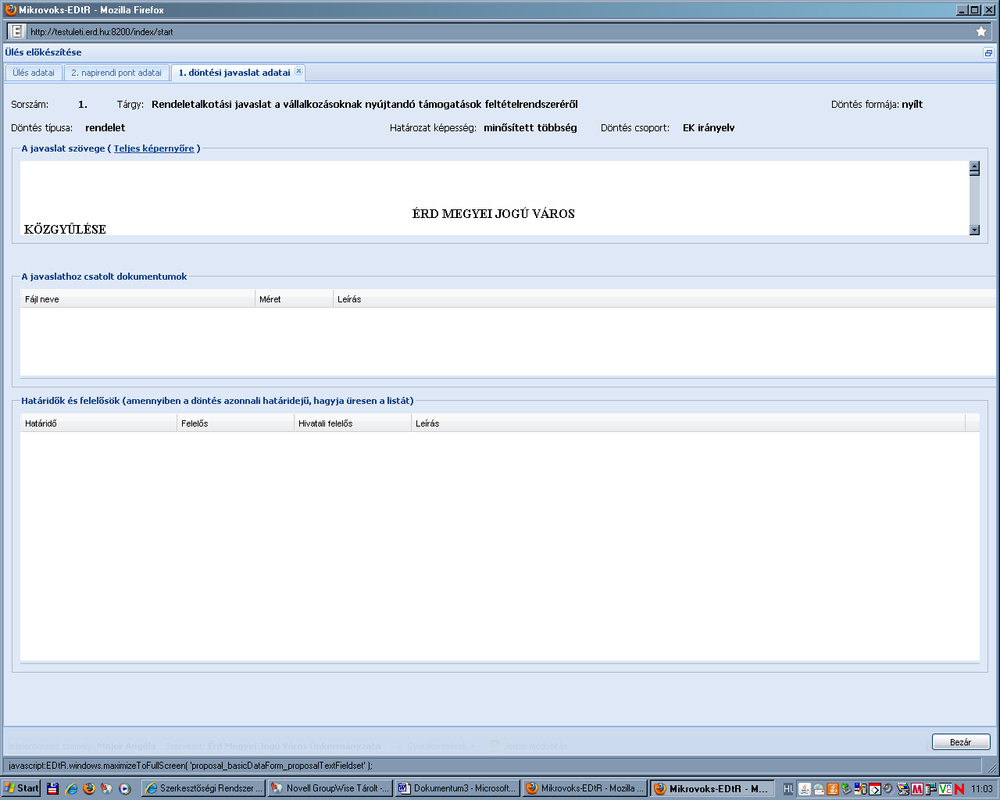 Mikrovoks-EDtR - Mozilla Firefox
http://testuleti.erd.hu:8200/index/start
Ülés előkészítése
Ülés adatai 2. napirendi pont adatai 1. döntési javaslat adatai
Sorszám: 1. Tárgy: Rendeletalkotási javaslat a vállalkozásoknak nyújtandó támogatások feltételrendszeréről Döntés formája: nyílt
Döntés típusa: rendelet Határozat képesség: minősített többség Döntés csoport: EK irányelv
A javaslat szövege ( Teljes képernyőre )
ÉRD MEGYEI JOGÚ VÁROS
KÖZGYŰLÉSE
A javaslathoz csatolt dokumentumok
Fájl neve Méret Leírás
Határidők és felelősök (amennyiben a döntés azonnali határidejű, hagyja üresen a listát)
Határidő Felelős Hivatali felelős Leírás
Bejelentkezett személy: Major Angéla Szervezet: Érd Megyei Jogú Város Önkormányzata Gyorskeresések Jelszó módosítás
Bezár
javascript:EDtR.windows.maximizeToFullScreen( 'proposal_basicDataForm_proposalTextFieldset' );
Start Szerkesztőségi Rendszer ... Novell GroupWise Tárolt -... Dokumentum3 - Microsoft... Mikrovoks-EDtR - Mozilla ... Mikrovoks-EDtR - M... HU 11:03